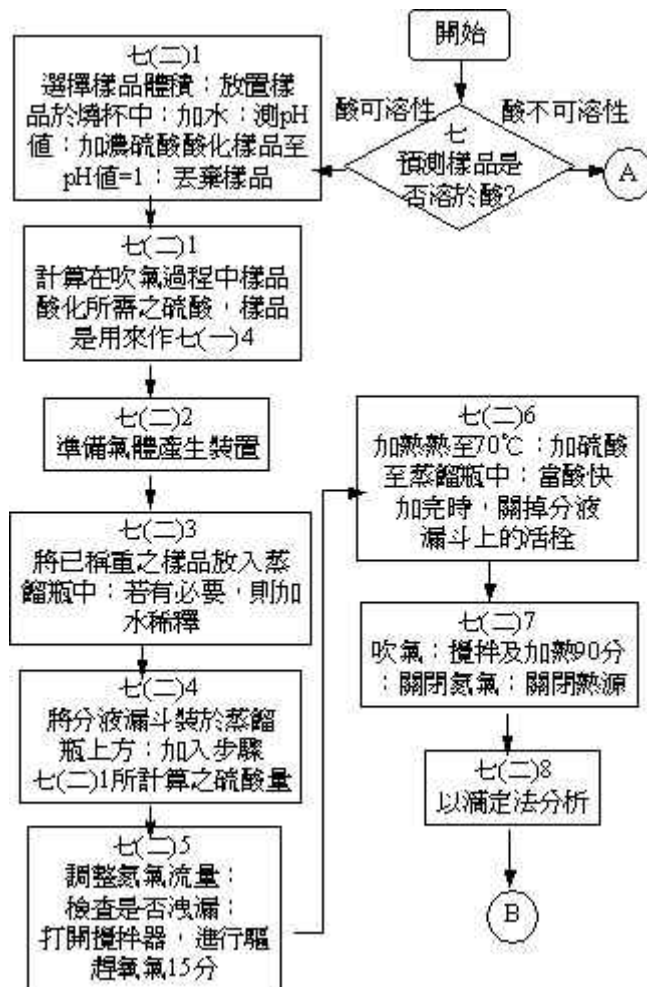 開始
酸可溶性
酸不可溶性
七
預測樣品是
否溶於酸?
A
七(二)1
選擇樣品體積；放置樣
品於燒杯中；加水；測pH
值；加濃硫酸酸化樣品至
pH值=1；丟棄樣品
七(二)1
計算在吹氣過程中樣品
酸化所需之硫酸，樣品
是用來作七(一)4
七(二)2
準備氣體產生裝置
七(二)3
將已稱重之樣品放入蒸
餾瓶中；若有必要，則加
水稀釋
七(二)4
將分液漏斗裝於蒸餾
瓶上方；加入步驟
七(二)1所計算之硫酸量
七(二)5
調整氮氣流量；
檢查是否洩漏；
打開攪拌器，進行驅
趕氧氣15分
七(二)6
加熱熱至70℃；加硫酸
至蒸餾瓶中；當酸快
加完時，關掉分液
漏斗上的活栓
七(二)7
吹氣；攪拌及加熱90分
；關閉氮氣；關閉熱源
七(二)8
以滴定法分析
B